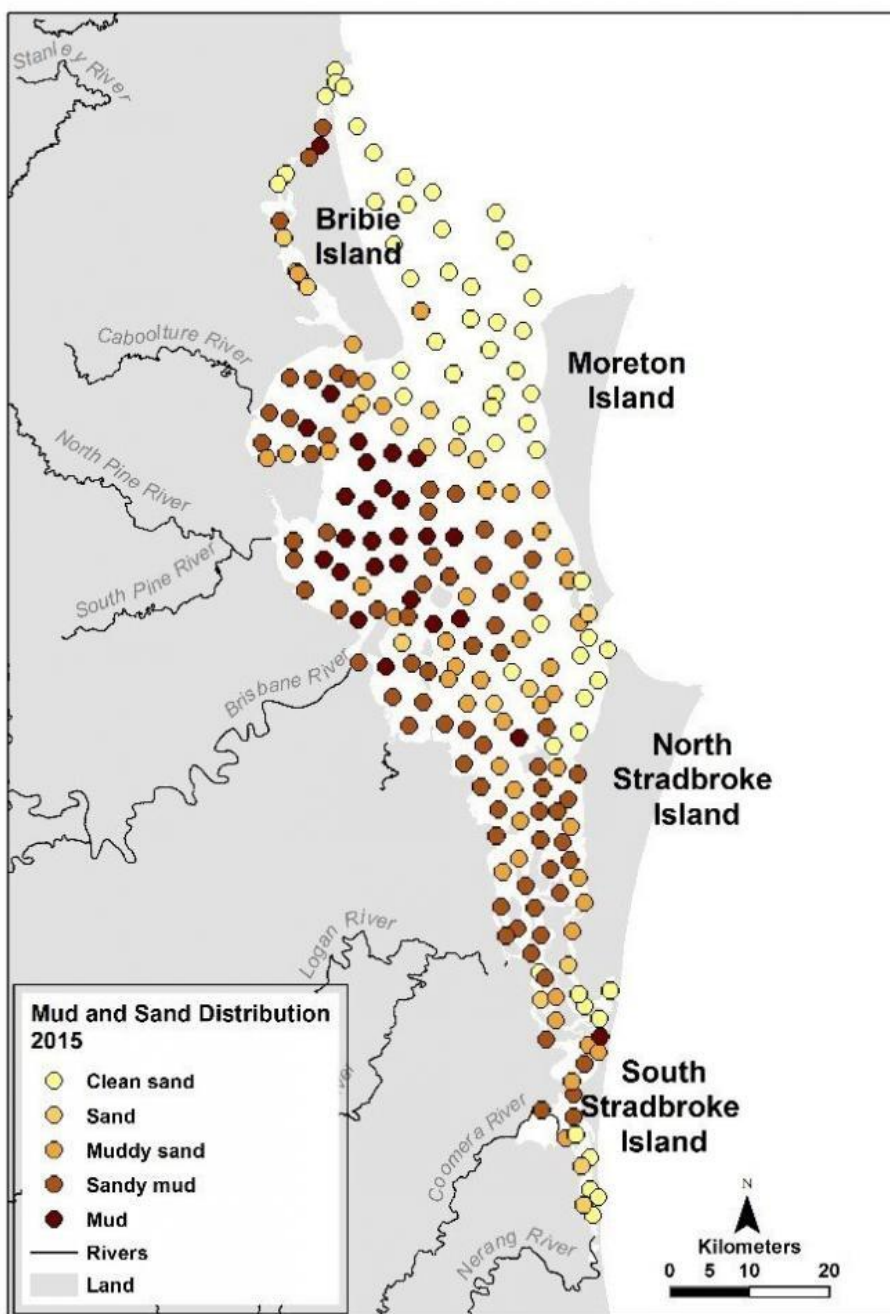 Stanley River
Bribie
Island
Caboolture River
Moreton
Island
North Pine River
South Pine River
Brisbane River
North
Stradbroke
Island
Logan River
Mud and Sand Distribution
2015
Clean sand
Sand
Muddy sand
Sandy mud
Mud
Rivers
Land
South
Stradbroke
Island
Coomera River
Nerang River
N
Kilometers
0 5 10 20